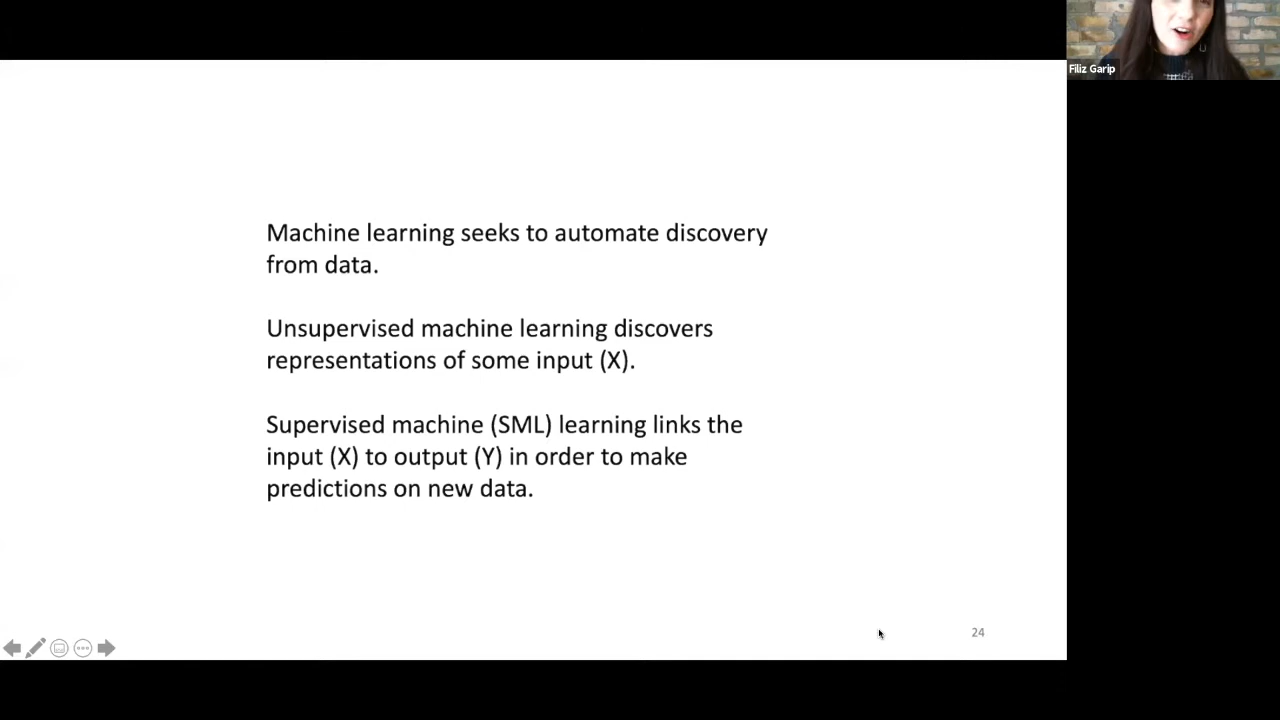 Filiz Garip
Machine learning seeks to automate discovery
from data.
Unsupervised machine learning discovers
representations of some input (X).
Supervised machine (SML) learning links the
input (X) to output (Y) in order to make
predictions on new data.
24